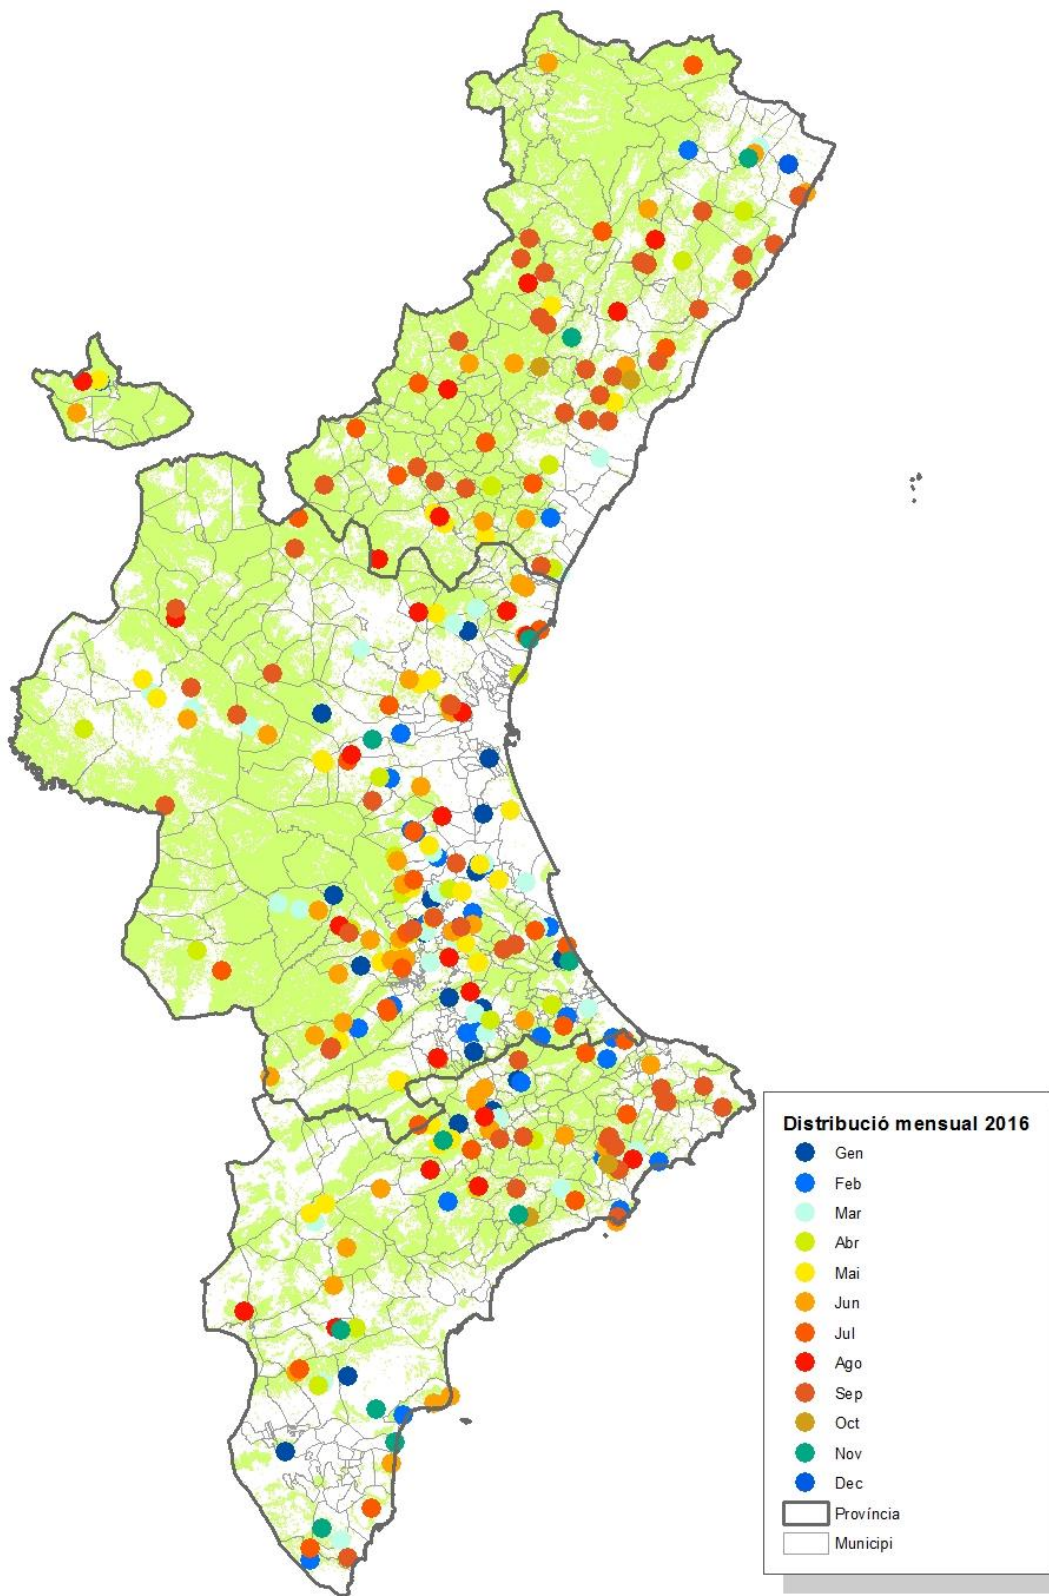 Distribució mensual 2016
Gen
Feb
Mar
Abr
Mai
Jun
Jul
Ago
Sep
Oct
Nov
Dec
Província
Municipi